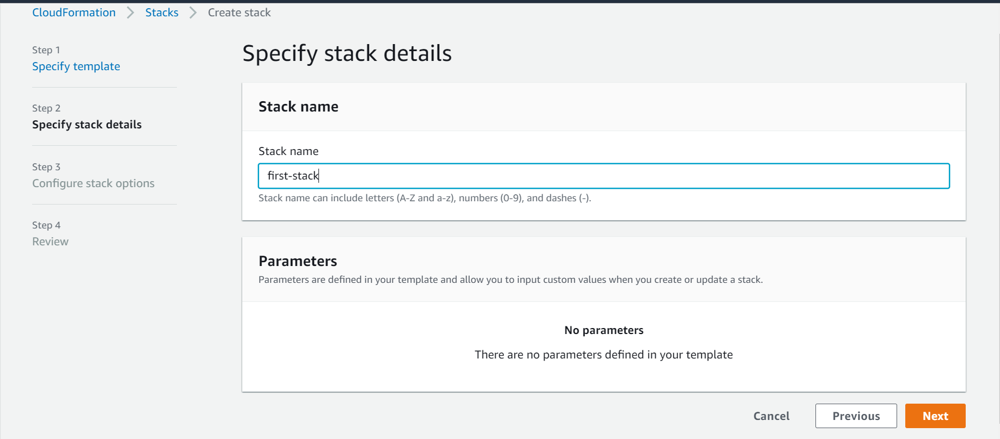 CloudFormation > Stacks > Create stack
Step 1
Specify template
Step 2
Specify stack details
Step 3
Configure stack options
Step 4
Review
Specify stack details
Stack name
Stack name
first-stack
Stack name can include letters (A-Z and a-z), numbers (0-9), and dashes (-).
Parameters
Parameters are defined in your template and allow you to input custom values when you create or update a stack.
No parameters
There are no parameters defined in your template
Cancel Previous Next